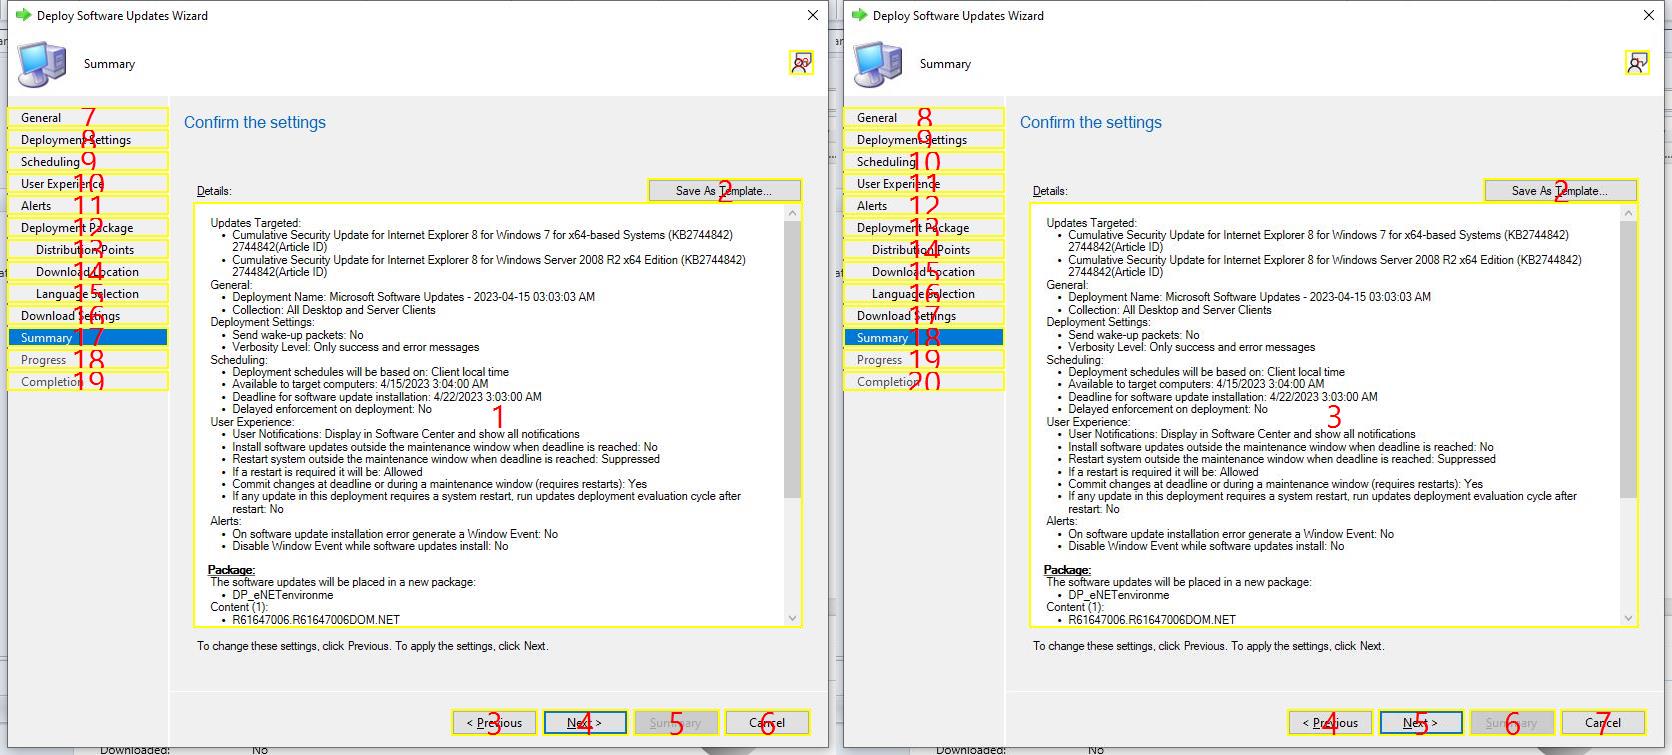 Deploy Software Updates Wizard
Summary
20
General 7
Deployment Settings 8
Scheduling 9
User Experience 10
Alerts 11
Deployment Package 12
Distribution Points 13
Download Location 14
Language Selection 15
Download Settings 16
Summary 17
Progress 18
Completion 19
Confirm the settings
Details:
Save As Template... 2
Updates Targeted:
• Cumulative Security Update for Internet Explorer 8 for Windows 7 for x64-based Systems (KB2744842)
2744842(Article ID)
• Cumulative Security Update for Internet Explorer 8 for Windows Server 2008 R2 x64 Edition (KB2744842)
2744842(Article ID)
General:
• Deployment Name: Microsoft Software Updates - 2023-04-15 03:03:03 AM
• Collection: All Desktop and Server Clients
Deployment Settings:
• Send wake-up packets: No
• Verbosity Level: Only success and error messages
Scheduling:
• Deployment schedules will be based on: Client local time
• Available to target computers: 4/15/2023 3:04:00 AM
• Deadline for software update installation: 4/22/2023 3:03:00 AM
• Delayed enforcement on deployment: No
1
User Experience:
• User Notifications: Display in Software Center and show all notifications
• Install software updates outside the maintenance window when deadline is reached: No
• Restart system outside the maintenance window when deadline is reached: Suppressed
• If a restart is required it will be: Allowed
• Commit changes at deadline or during a maintenance window (requires restarts): Yes
• If any update in this deployment requires a system restart, run updates deployment evaluation cycle after
restart: No
Alerts:
• On software update installation error generate a Window Event: No
• Disable Window Event while software updates install: No
Package:
The software updates will be placed in a new package:
• DP_eNETenvironme
Content (1):
• R61647006.R61647006DOM.NET
To change these settings, click Previous. To apply the settings, click Next.
< Previous 3
Next > 4
Summary 5
Cancel 6
Downloaded: No
Deploy Software Updates Wizard
Summary
General 8
Deployment Settings 9
Scheduling 10
User Experience 11
Alerts 12
Deployment Package 13
Distribution Points 14
Download Location 15
Language Selection 16
Download Settings 17
Summary 18
Progress 19
Completion 20
Confirm the settings
Details:
Save As Template... 2
Updates Targeted:
• Cumulative Security Update for Internet Explorer 8 for Windows 7 for x64-based Systems (KB2744842)
2744842(Article ID)
• Cumulative Security Update for Internet Explorer 8 for Windows Server 2008 R2 x64 Edition (KB2744842)
2744842(Article ID)
General:
• Deployment Name: Microsoft Software Updates - 2023-04-15 03:03:03 AM
• Collection: All Desktop and Server Clients
Deployment Settings:
• Send wake-up packets: No
• Verbosity Level: Only success and error messages
Scheduling:
• Deployment schedules will be based on: Client local time
• Available to target computers: 4/15/2023 3:04:00 AM
• Deadline for software update installation: 4/22/2023 3:03:00 AM
• Delayed enforcement on deployment: No
3
User Experience:
• User Notifications: Display in Software Center and show all notifications
• Install software updates outside the maintenance window when deadline is reached: No
• Restart system outside the maintenance window when deadline is reached: Suppressed
• If a restart is required it will be: Allowed
• Commit changes at deadline or during a maintenance window (requires restarts): Yes
• If any update in this deployment requires a system restart, run updates deployment evaluation cycle after
restart: No
Alerts:
• On software update installation error generate a Window Event: No
• Disable Window Event while software updates install: No
Package:
The software updates will be placed in a new package:
• DP_eNETenvironme
Content (1):
• R61647006.R61647006DOM.NET
To change these settings, click Previous. To apply the settings, click Next.
< Previous 4
Next > 5
Summary 6
Cancel 7
Downloaded: No